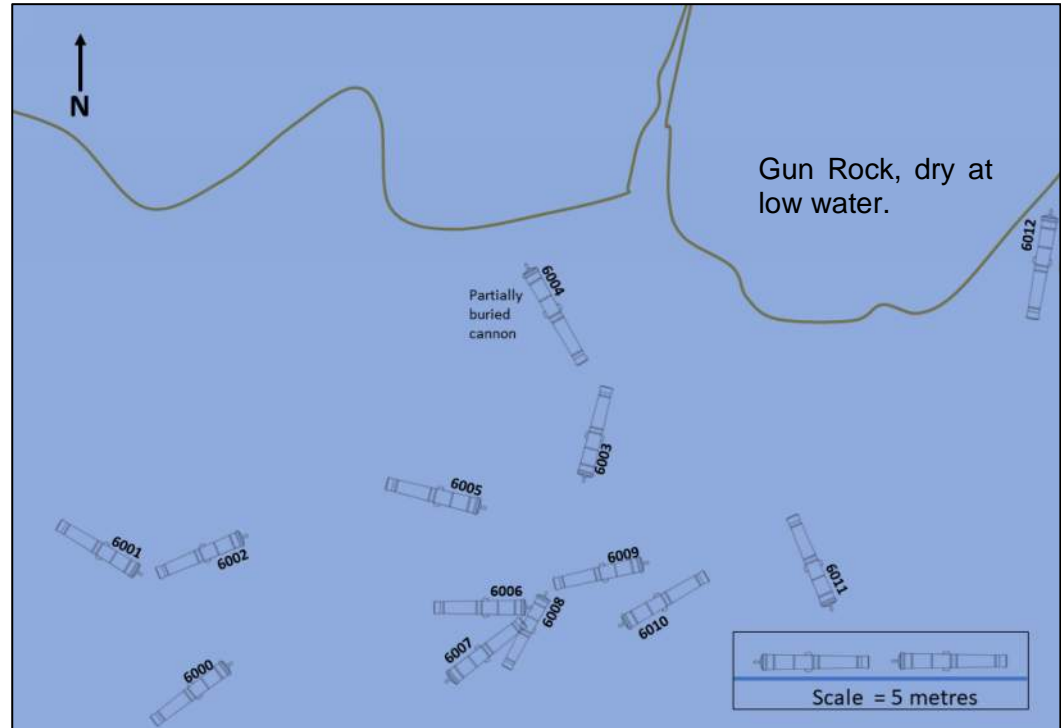 N
Gun Rock, dry at
low water.
6012
6004
Partially
buried
cannon
6003
6005
6001
6002
6009
6006
6008
6011
6010
6007
6000
Scale = 5 metres